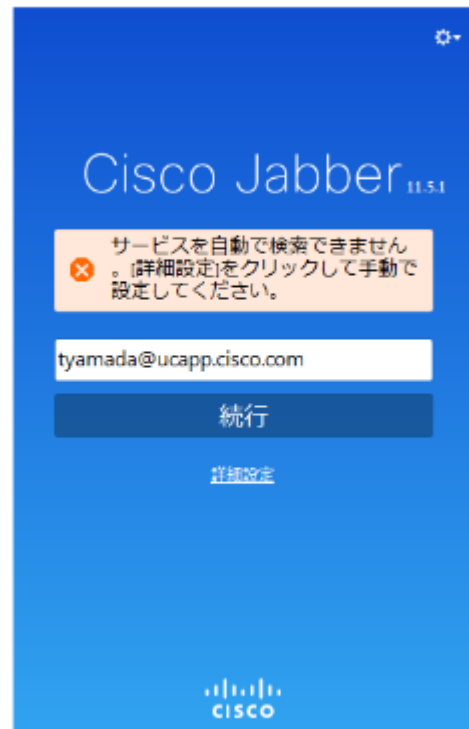 Cisco Jabber 11.5.1
サービスを自動で検索できません
。[詳細設定]をクリックして手動で
設定してください。
tyamada@ucapp.cisco.com
続行
詳細設定
CISCO